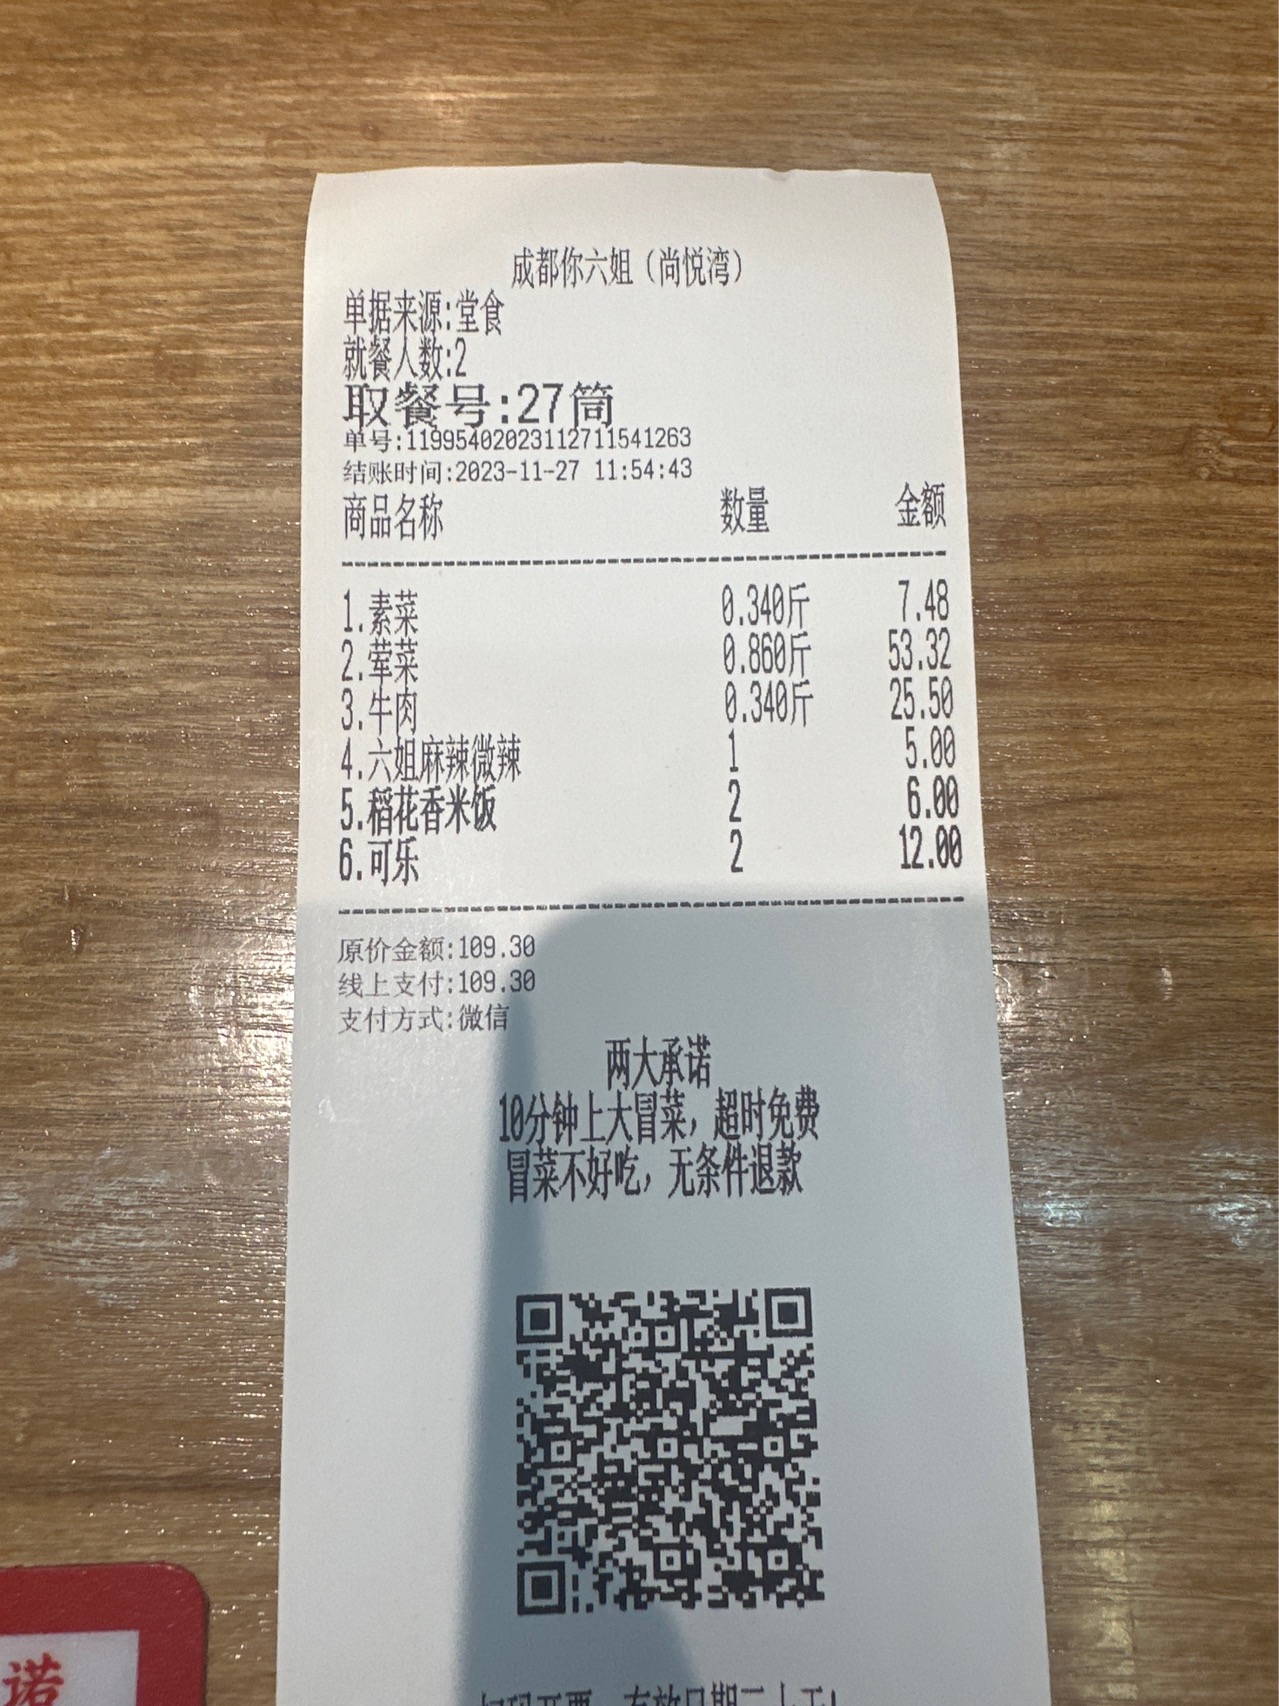 成都你六姐（尚悦湾）
单据来源:堂食
就餐人数:2
取餐号:27筒
单号:11995402023112711541263
结账时间:2023-11-27 11:54:43
商品名称 数量 金额
1.素菜 0.340斤 7.48
2.荤菜 0.860斤 53.32
3.牛肉 0.340斤 25.50
4.六姐麻辣微辣 1 5.00
5.稻花香米饭 2 6.00
6.可乐 2 12.00
原价金额:109.30
线上支付:109.30
支付方式:微信
两大承诺
10分钟上大冒菜，超时免费
冒菜不好吃，无条件退款
诺